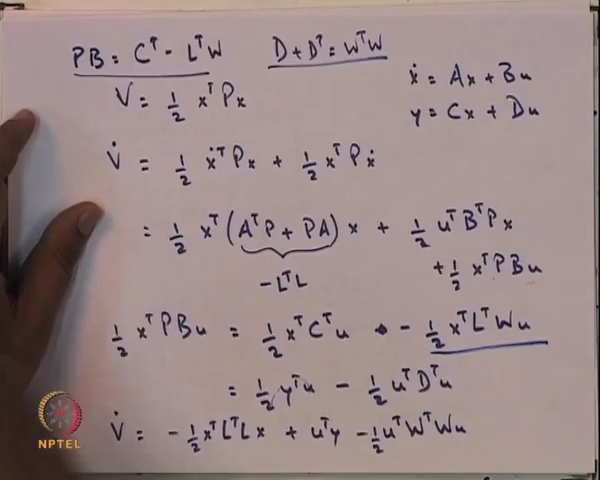 PB = Cᵀ - LᵀW    D + Dᵀ = WᵀW
V = 1/2 xᵀPx    ẋ = Ax + Bu
y = Cx + Du
V̇ = 1/2 ẋᵀPx + 1/2 xᵀPẋ
= 1/2 xᵀ(AᵀP + PA)x + 1/2 uᵀBᵀPx
+ 1/2 xᵀPBu
-LᵀL
1/2 xᵀPBu = 1/2 xᵀCᵀu - 1/2 xᵀLᵀWu
= 1/2 yᵀu - 1/2 uᵀDᵀu
V̇ = -1/2 xᵀLᵀLx + uᵀy - 1/2 uᵀWᵀWu
NPTEL